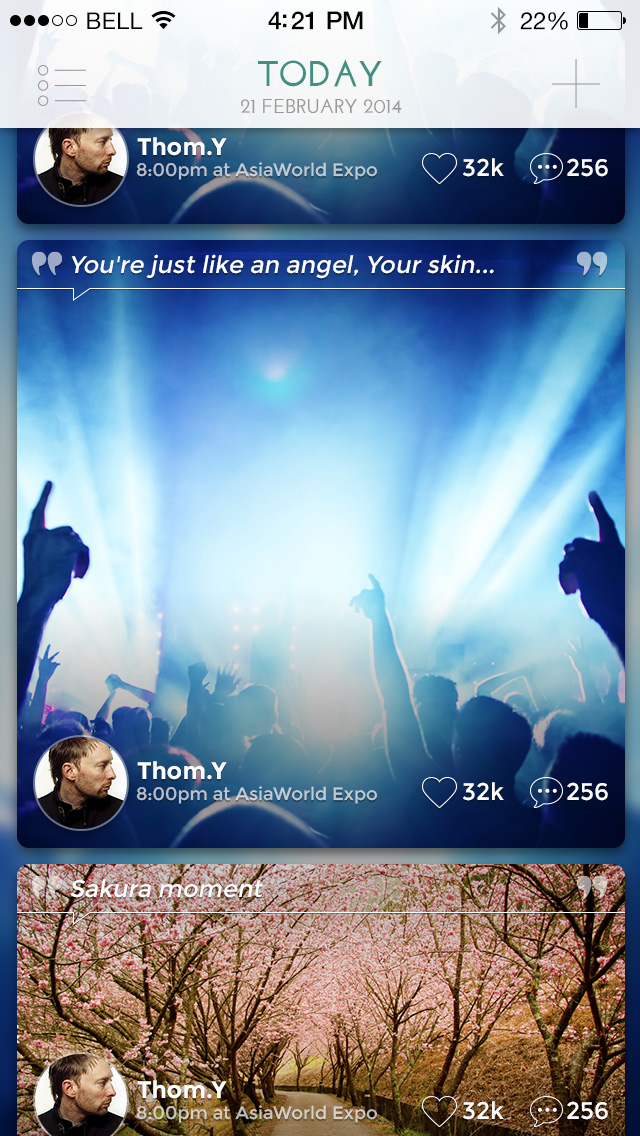 BELL 4:21 PM 22%
TODAY
21 FEBRUARY 2014
Thom.Y
8:00pm at AsiaWorld Expo
32k 256
You're just like an angel, Your skin...
Thom.Y
8:00pm at AsiaWorld Expo
32k 256
Sakura moment
Thom.Y
8:00pm at AsiaWorld Expo
32k 256